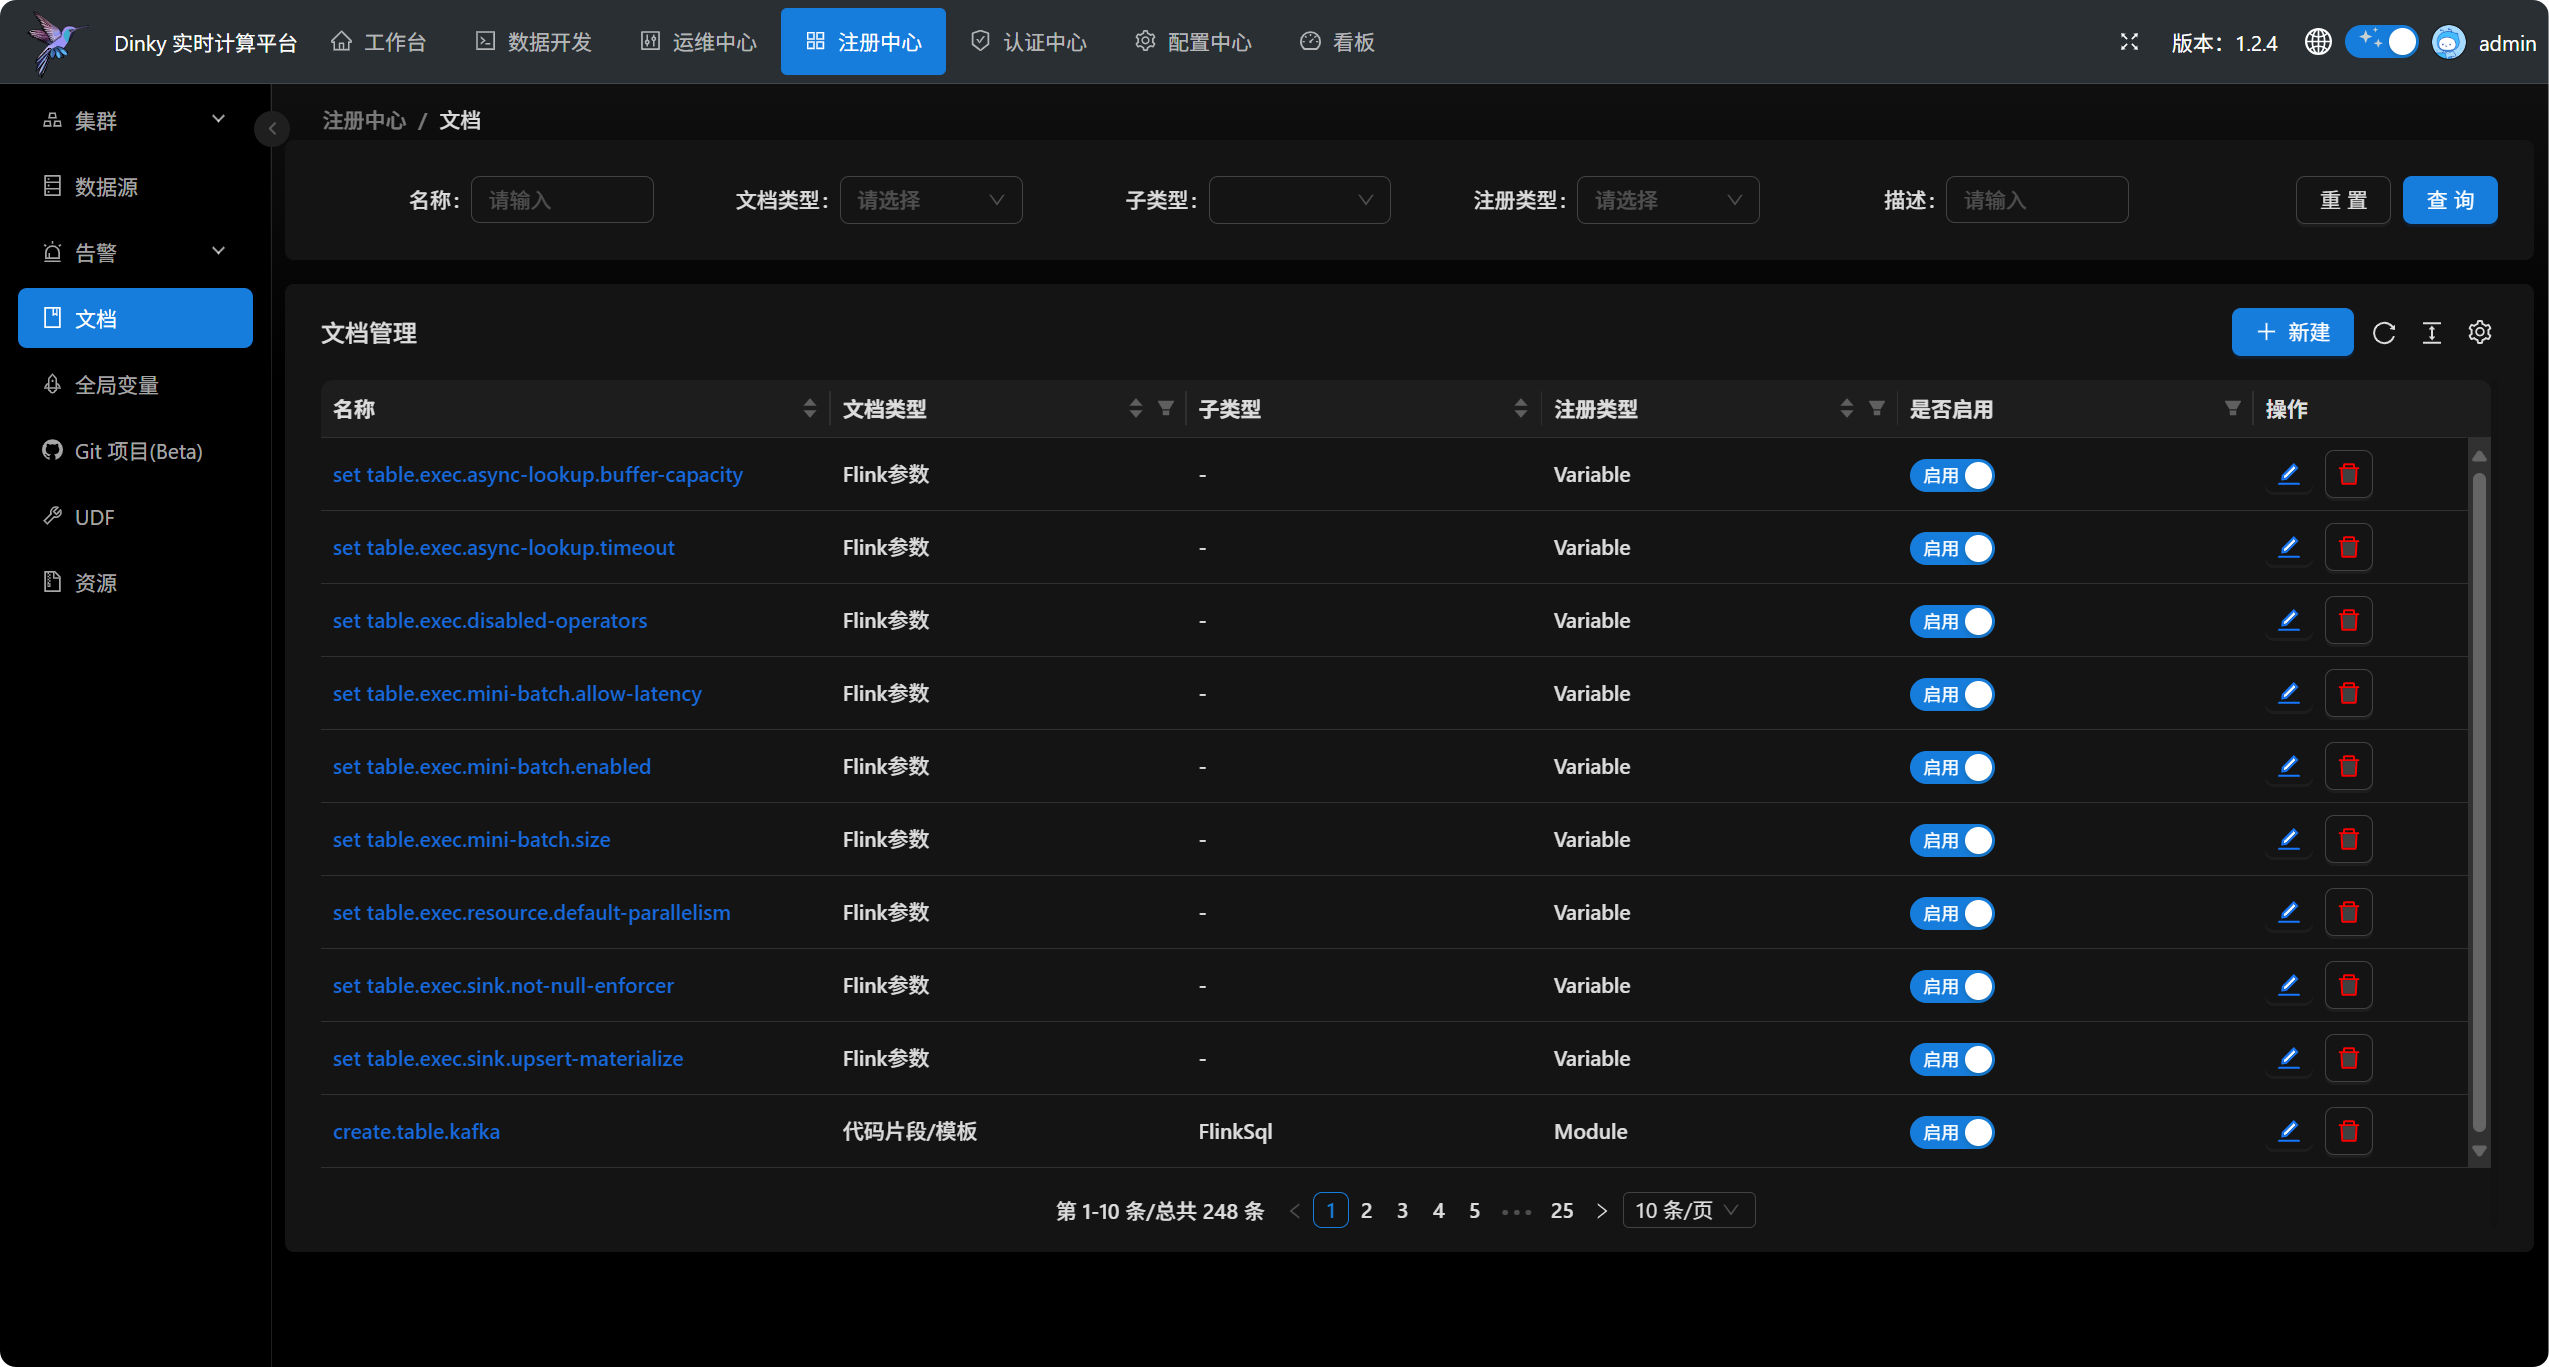 Dinky 实时计算平台 工作台 数据开发 运维中心 注册中心 认证中心 配置中心 看板 版本：1.2.4 admin
集群
数据源
告警
文档
全局变量
Git 项目(Beta)
UDF
资源
注册中心 / 文档
名称： 请输入 文档类型： 请选择 子类型： 注册类型： 请选择 描述： 请输入 重 置 查 询
文档管理 新建
名称 文档类型 子类型 注册类型 是否启用 操作
set table.exec.async-lookup.buffer-capacity Flink参数 - Variable 启用
set table.exec.async-lookup.timeout Flink参数 - Variable 启用
set table.exec.disabled-operators Flink参数 - Variable 启用
set table.exec.mini-batch.allow-latency Flink参数 - Variable 启用
set table.exec.mini-batch.enabled Flink参数 - Variable 启用
set table.exec.mini-batch.size Flink参数 - Variable 启用
set table.exec.resource.default-parallelism Flink参数 - Variable 启用
set table.exec.sink.not-null-enforcer Flink参数 - Variable 启用
set table.exec.sink.upsert-materialize Flink参数 - Variable 启用
create.table.kafka 代码片段/模板 FlinkSql Module 启用
第 1-10 条/总共 248 条 < 1 2 3 4 5 ••• 25 > 10 条/页